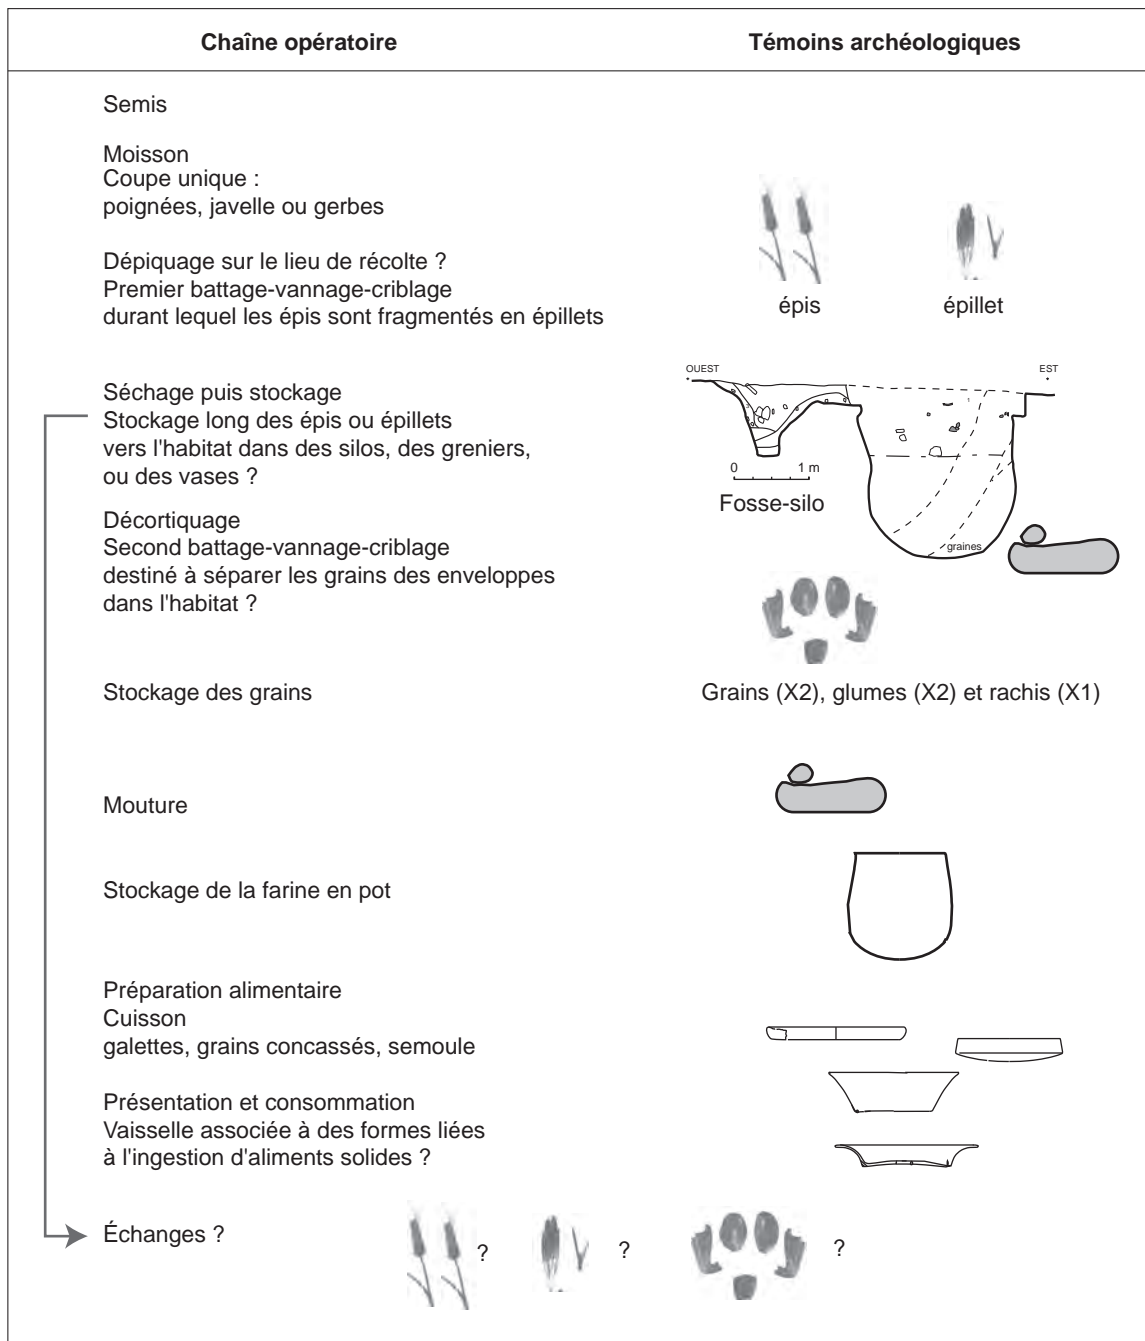 Chaîne opératoire
Témoins archéologiques
Semis
Moisson
Coupe unique :
poignées, javelle ou gerbes
Dépiquage sur le lieu de récolte ?
Premier battage-vannage-criblage
durant lequel les épis sont fragmentés en épillets
épis
épillet
Séchage puis stockage
Stockage long des épis ou épillets
vers l'habitat dans des silos, des greniers,
ou des vases ?
OUEST
EST
1
0 1 m
Fosse-silo
graines
Décortiquage
Second battage-vannage-criblage
destiné à séparer les grains des enveloppes
dans l'habitat ?
Stockage des grains
Grains (X2), glumes (X2) et rachis (X1)
Mouture
Stockage de la farine en pot
Préparation alimentaire
Cuisson
galettes, grains concassés, semoule
Présentation et consommation
Vaisselle associée à des formes liées
à l'ingestion d'aliments solides ?
Échanges ?
? ? ?